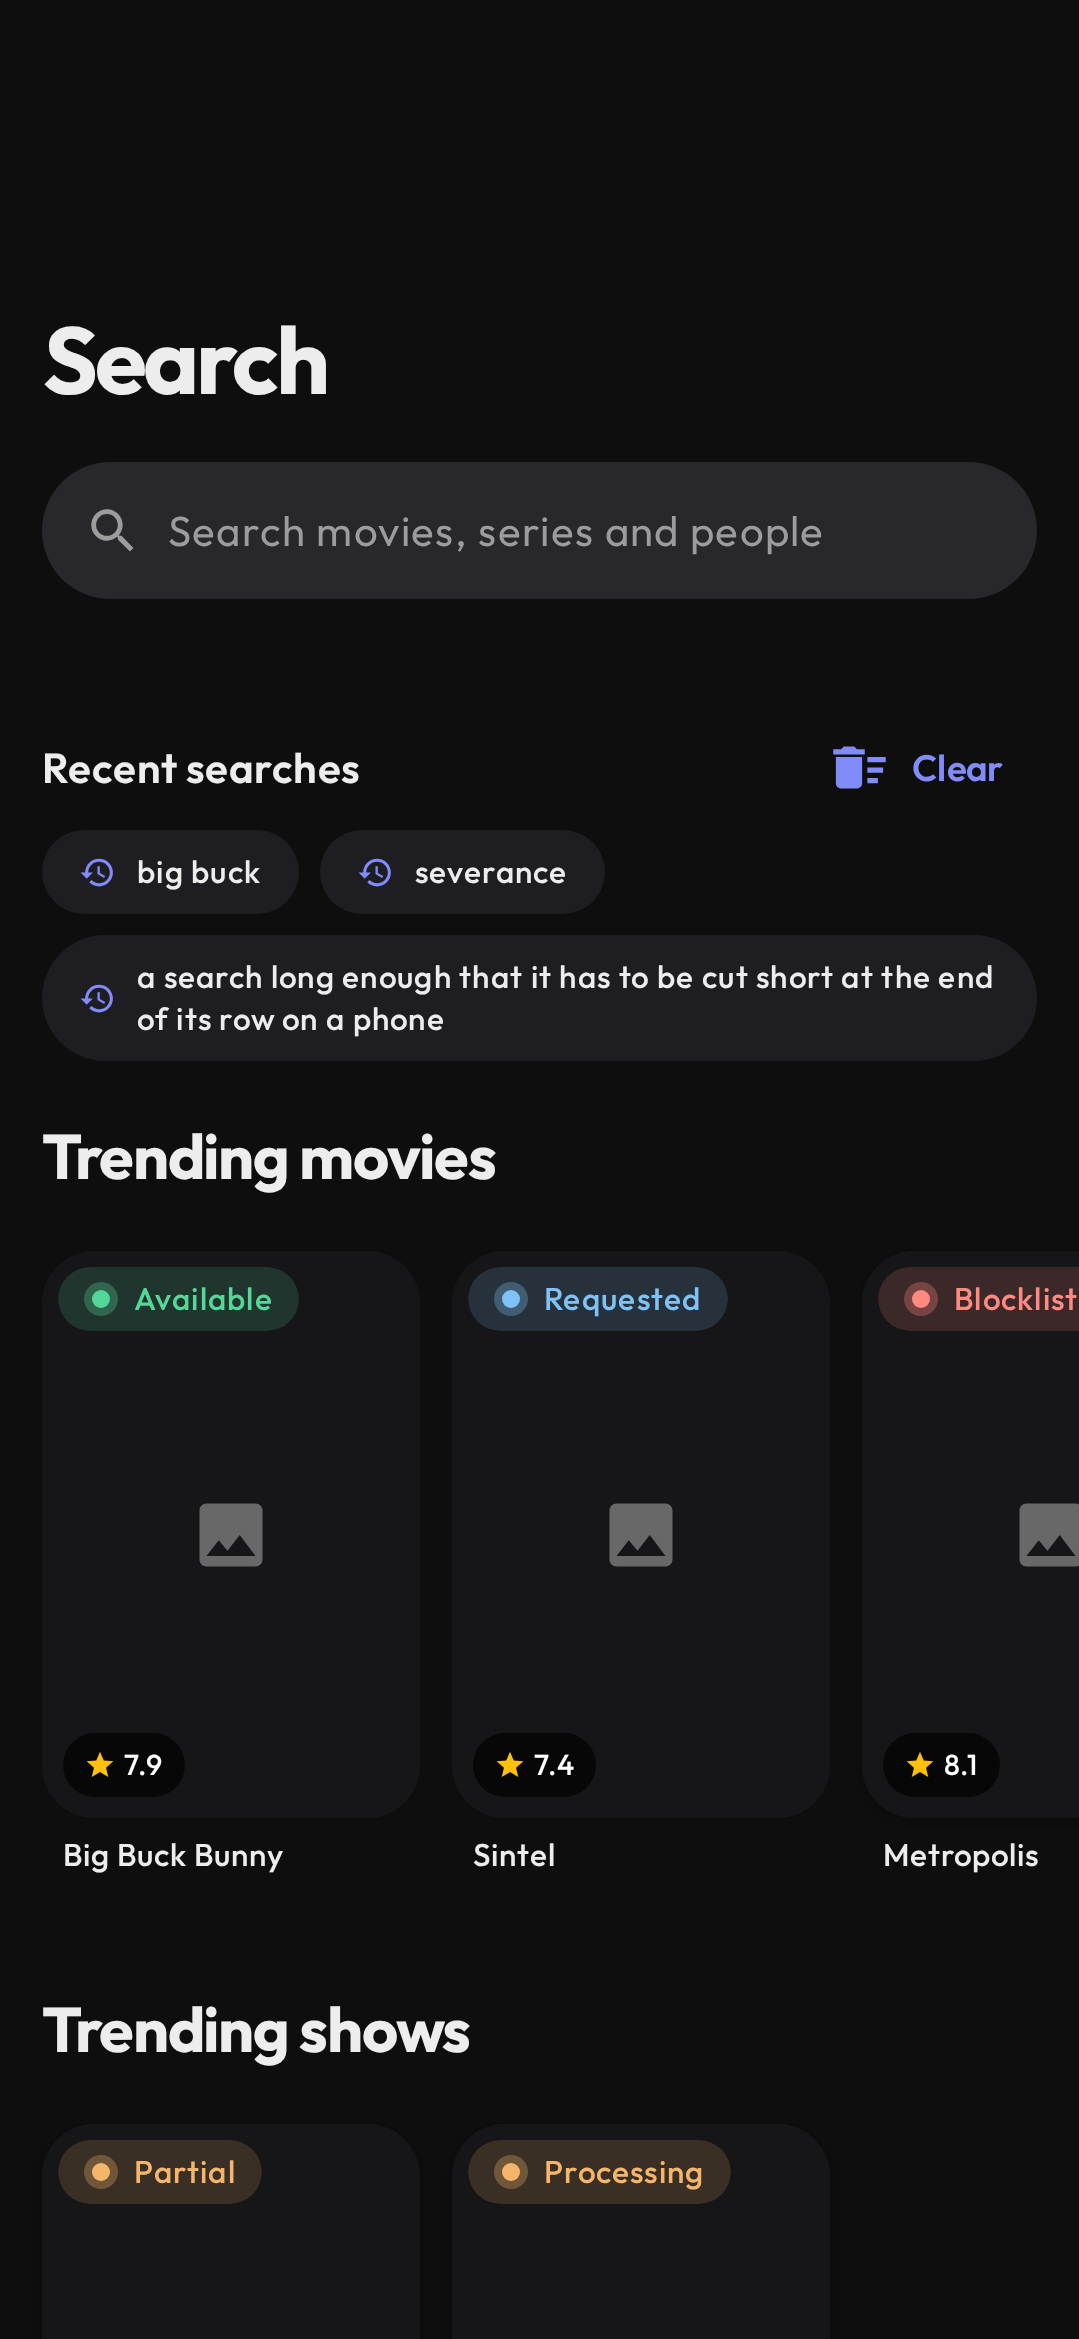 Search
Search movies, series and people
Recent searches
Clear
big buck
severance
a search long enough that it has to be cut short at the end
of its row on a phone
Trending movies
Available
Requested
Blocklist
7.9
7.4
8.1
Big Buck Bunny
Sintel
Metropolis
Trending shows
Partial
Processing